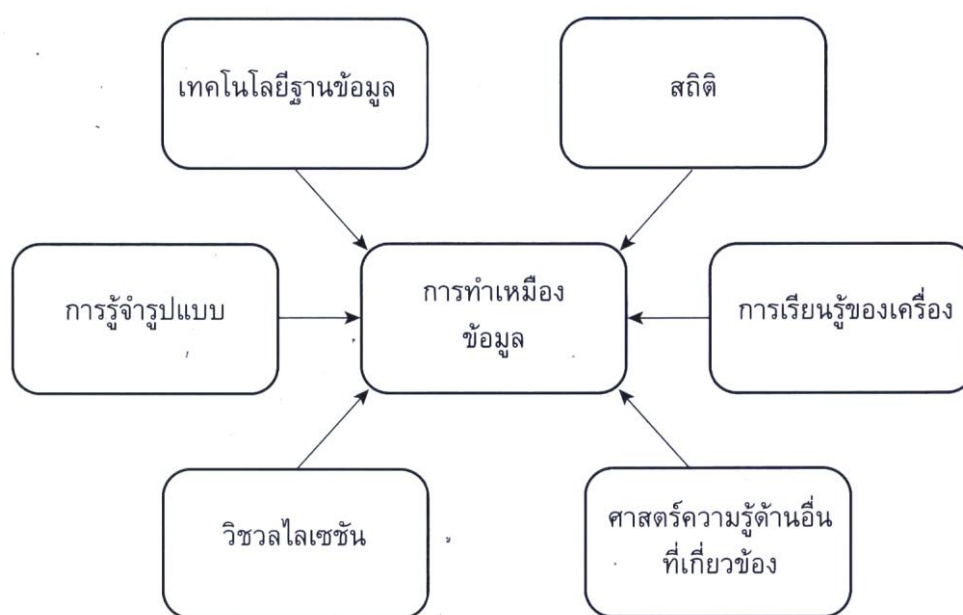 เทคโนโลยีฐานข้อมูล
สถิติ
การรู้จำรูปแบบ
การทำเหมือง
ข้อมูล
การเรียนรู้ของเครื่อง
วิชวลไลเซชัน
ศาสตร์ความรู้ด้านอื่น
ที่เกี่ยวข้อง